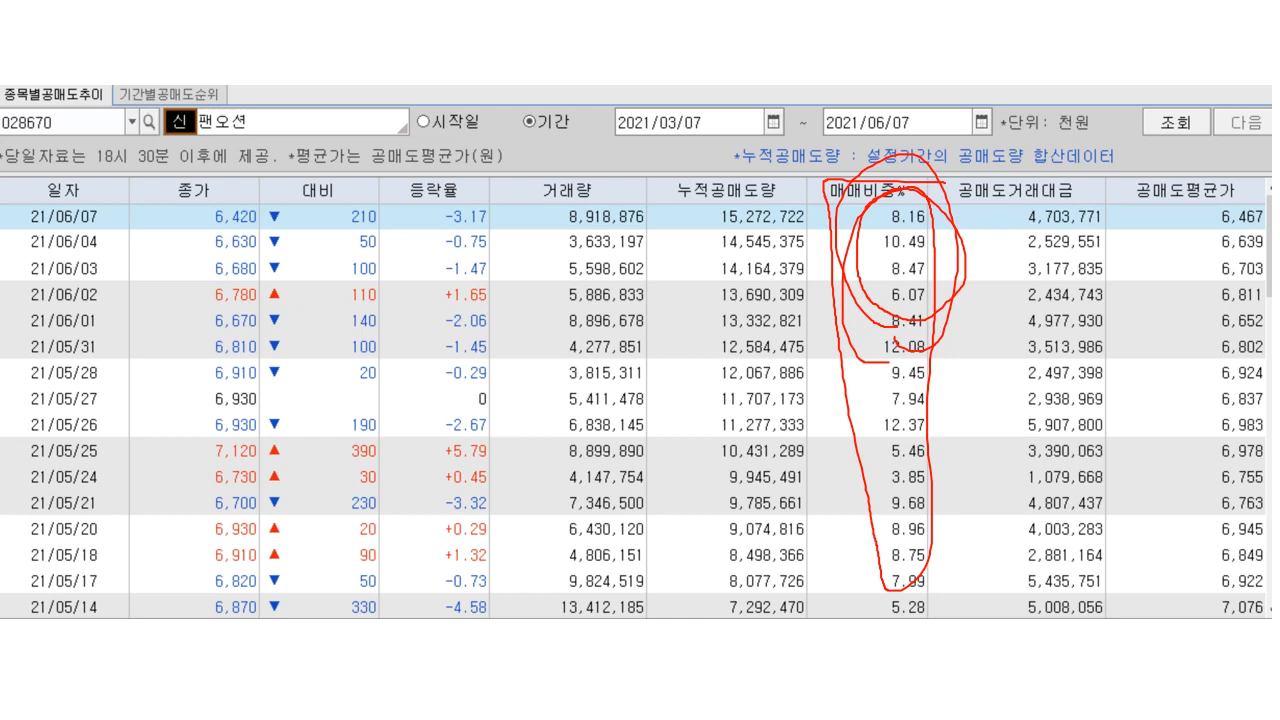 종목별공매도추이 기간별공매도순위
028670 신 팬오션 시작일 기간 2021/03/07 ~ 2021/06/07 *단위: 천원 조회 다음
*당일자료는 18시 30분 이후에 제공. *평균가는 공매도평균가(원) *누적공매도량 : 설정기간의 공매도량 합산데이터
일자 종가 대비 등락율 거래량 누적공매도량 매매비중% 공매도거래대금 공매도평균가
21/06/07 6,420 ▼ 210 -3.17 8,918,876 15,272,722 8.16 4,703,771 6,467
21/06/04 6,630 ▼ 50 -0.75 3,633,197 14,545,375 10.49 2,529,551 6,639
21/06/03 6,680 ▼ 100 -1.47 5,598,602 14,164,379 8.47 3,177,835 6,703
21/06/02 6,780 ▲ 110 +1.65 5,886,833 13,690,309 6.07 2,434,743 6,811
21/06/01 6,670 ▼ 140 -2.06 8,896,678 13,332,821 8.41 4,977,930 6,652
21/05/31 6,810 ▼ 100 -1.45 4,277,851 12,584,475 12.08 3,513,986 6,802
21/05/28 6,910 ▼ 20 -0.29 3,815,311 12,067,886 9.45 2,497,398 6,924
21/05/27 6,930 0 5,411,478 11,707,173 7.94 2,938,969 6,837
21/05/26 6,930 ▼ 190 -2.67 6,838,145 11,277,333 12.37 5,907,800 6,983
21/05/25 7,120 ▲ 390 +5.79 8,899,890 10,431,289 5.46 3,390,063 6,978
21/05/24 6,730 ▲ 30 +0.45 4,147,754 9,945,491 3.85 1,079,668 6,755
21/05/21 6,700 ▼ 230 -3.32 7,346,500 9,785,661 9.68 4,807,437 6,763
21/05/20 6,930 ▲ 20 +0.29 6,430,120 9,074,816 8.96 4,003,283 6,945
21/05/18 6,910 ▲ 90 +1.32 4,806,151 8,498,366 8.75 2,881,164 6,849
21/05/17 6,820 ▼ 50 -0.73 9,824,519 8,077,726 7.99 5,435,751 6,922
21/05/14 6,870 ▼ 330 -4.58 13,412,185 7,292,470 5.28 5,008,056 7,076